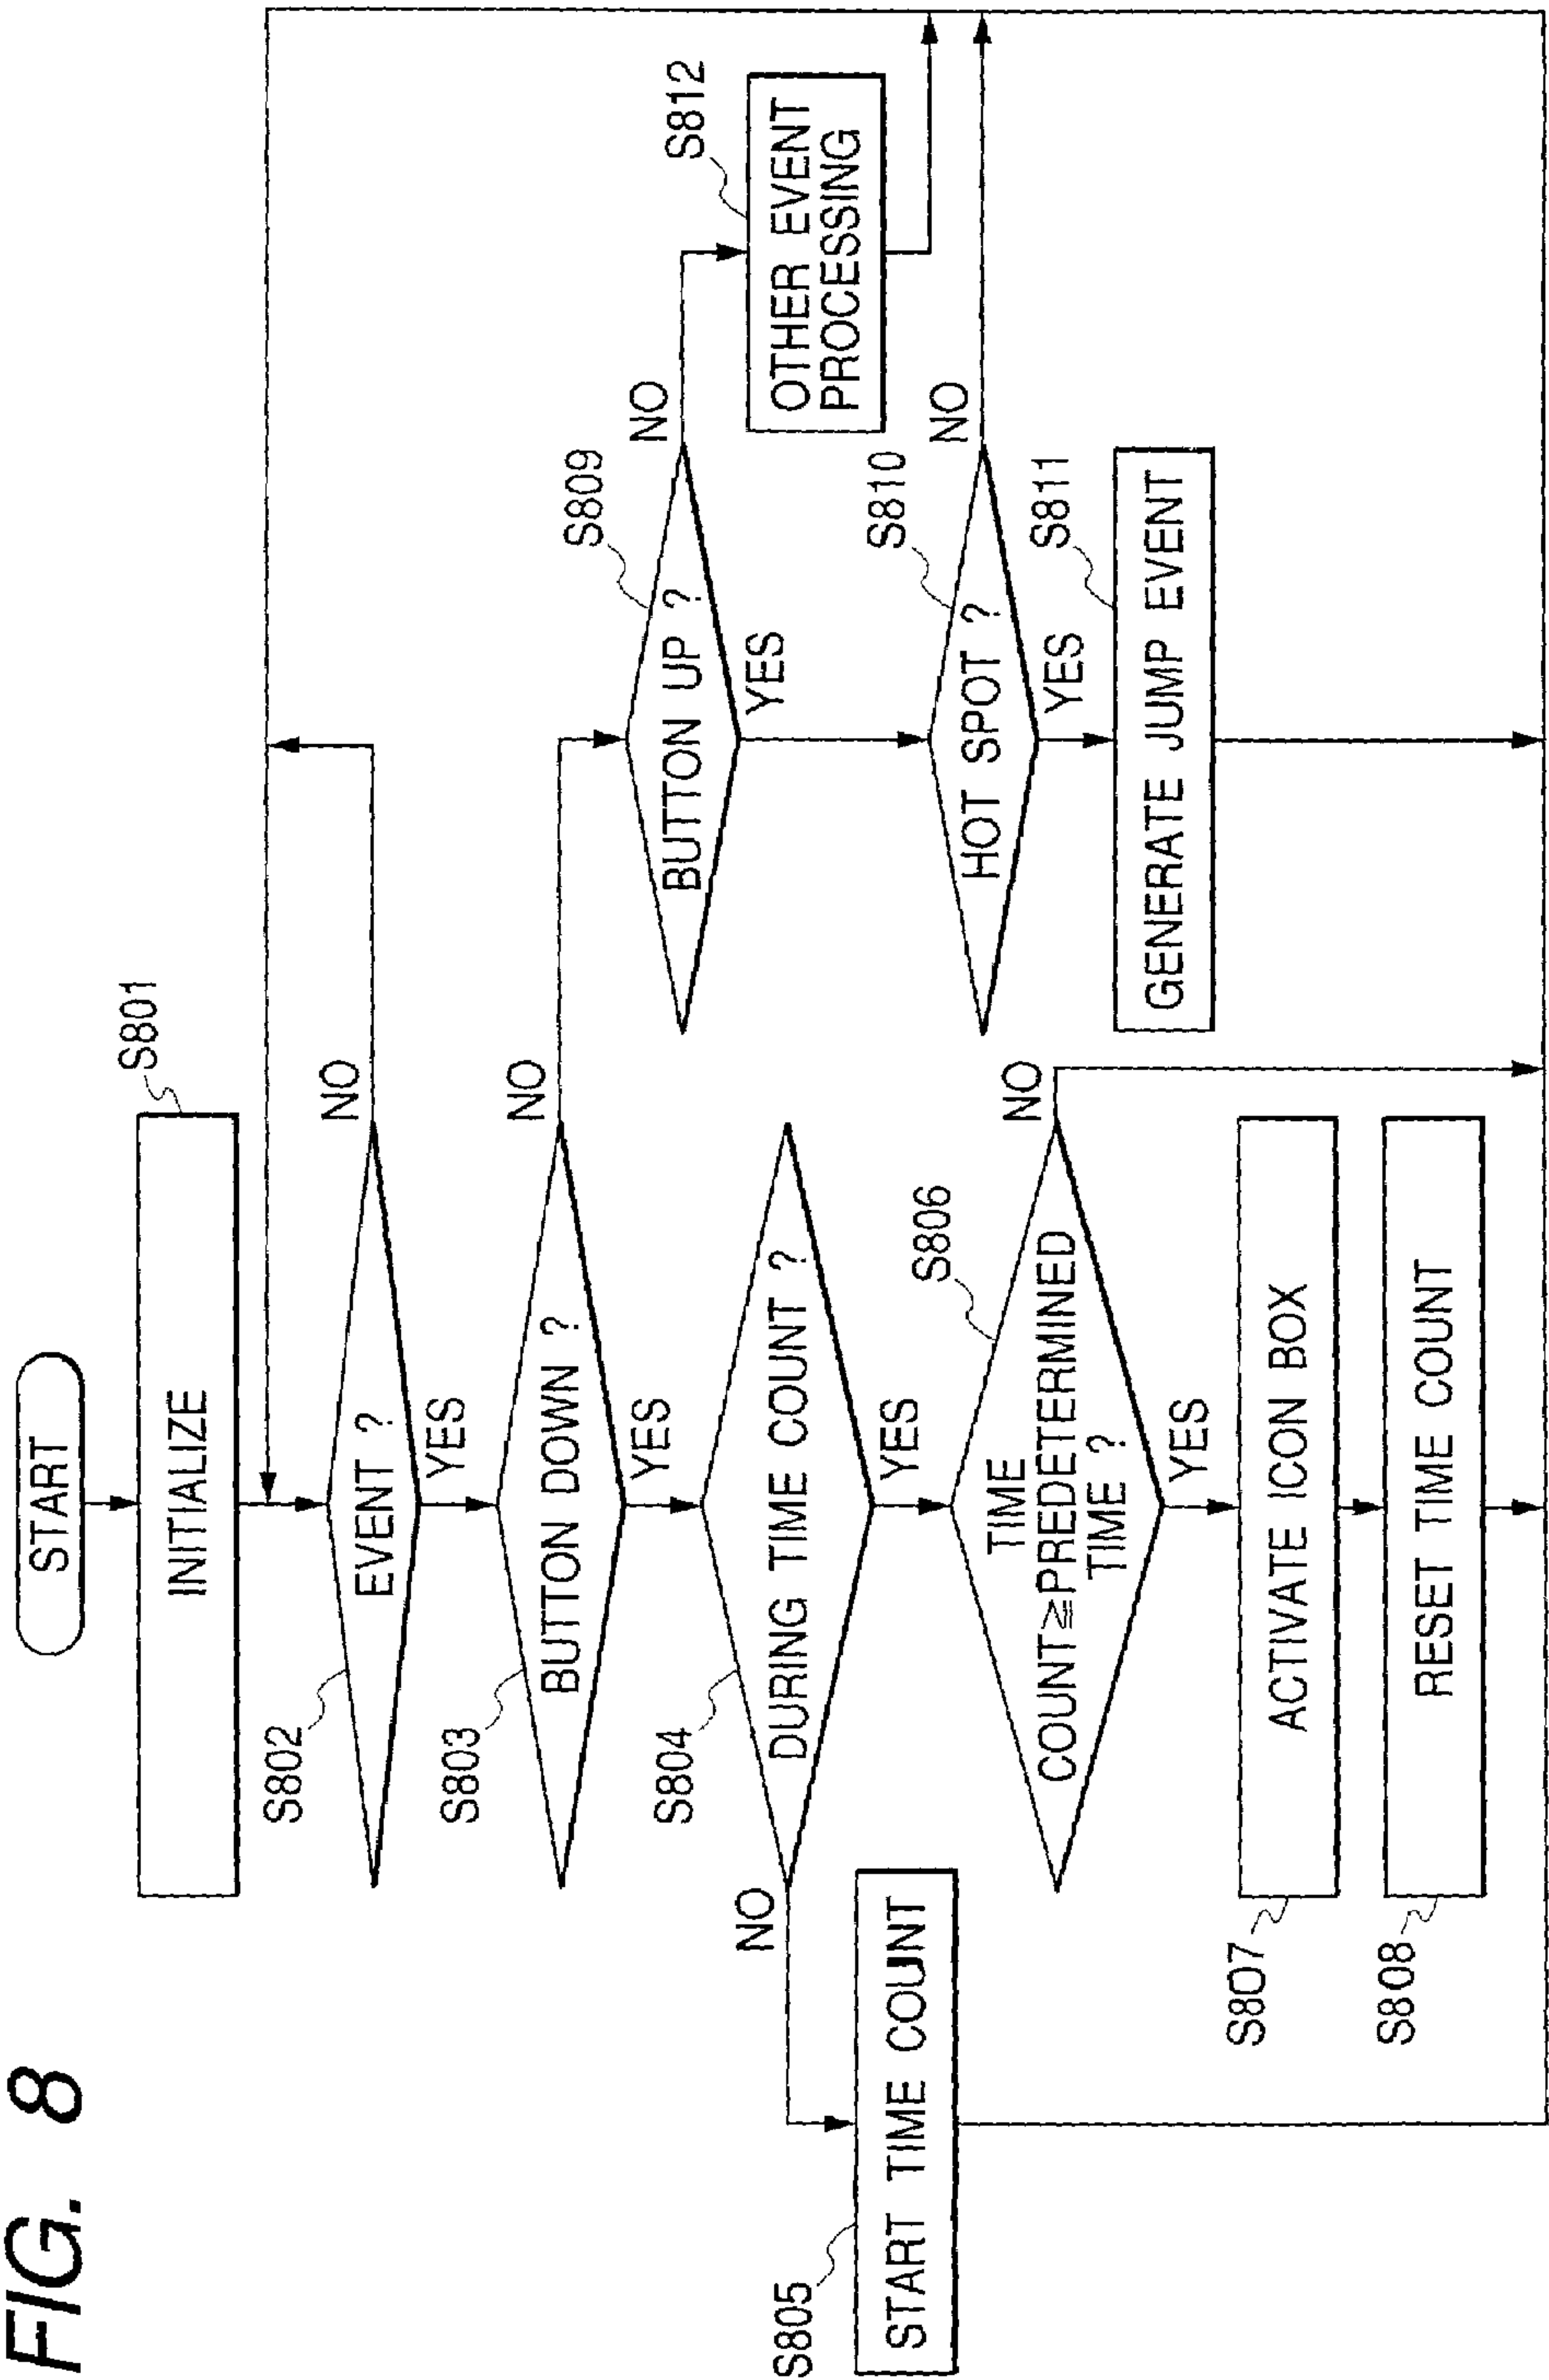 FIG. 8
START
INITIALIZE
S801
EVENT ?
S802
NO
YES
BUTTON DOWN ?
S803
NO
YES
DURING TIME COUNT ?
S804
NO
YES
START TIME COUNT
S805
TIME
COUNT≧PREDETERMINED
TIME ?
S806
NO
YES
ACTIVATE ICON BOX
S807
RESET TIME COUNT
S808
BUTTON UP ?
S809
NO
YES
HOT SPOT ?
S810
NO
YES
GENERATE JUMP EVENT
S811
OTHER EVENT
PROCESSING
S812